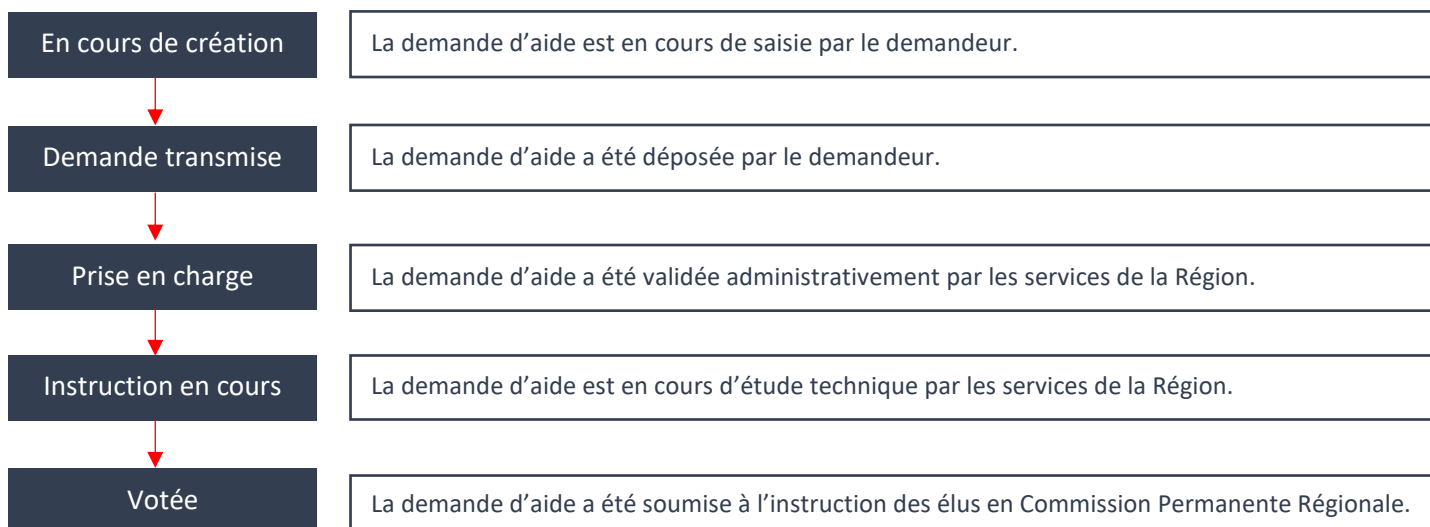 En cours de création
La demande d’aide est en cours de saisie par le demandeur.
Demande transmise
La demande d’aide a été déposée par le demandeur.
Prise en charge
La demande d’aide a été validée administrativement par les services de la Région.
Instruction en cours
La demande d’aide est en cours d’étude technique par les services de la Région.
Votée
La demande d’aide a été soumise à l’instruction des élus en Commission Permanente Régionale.